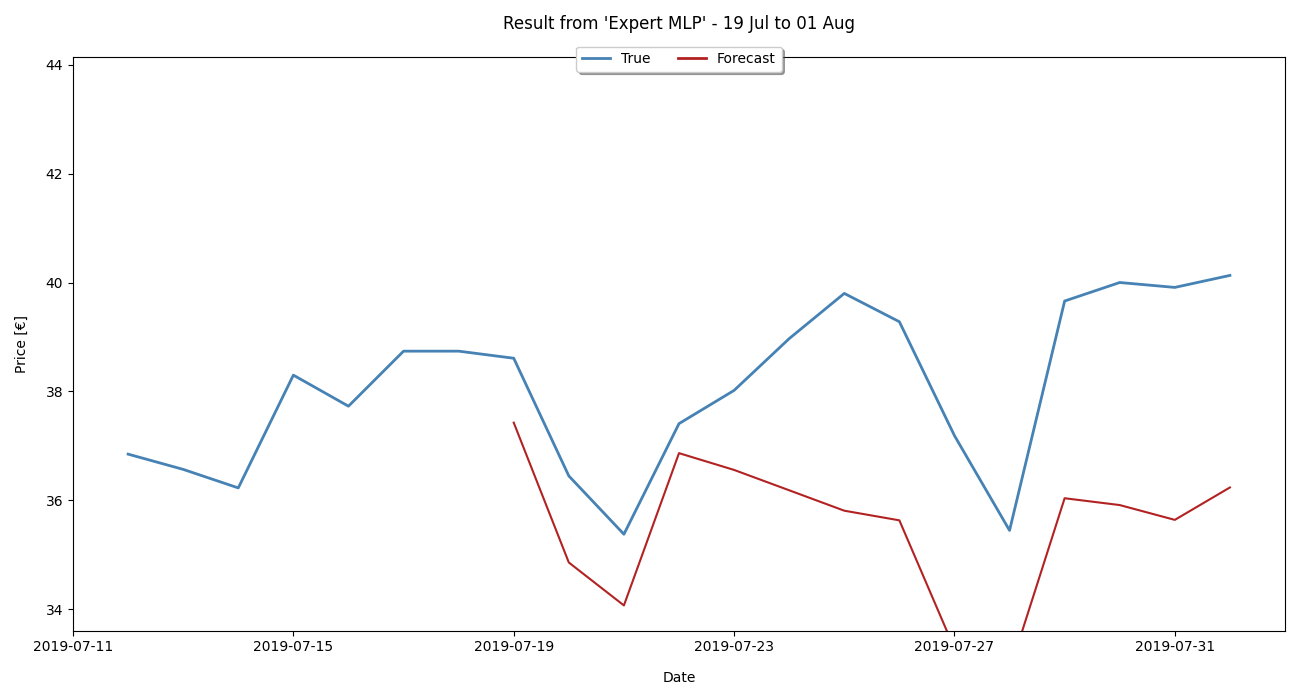 Result from 'Expert MLP' - 19 Jul to 01 Aug
True Forecast
44
42
40
38
36
34
Price [€]
2019-07-11 2019-07-15 2019-07-19 2019-07-23 2019-07-27 2019-07-31
Date